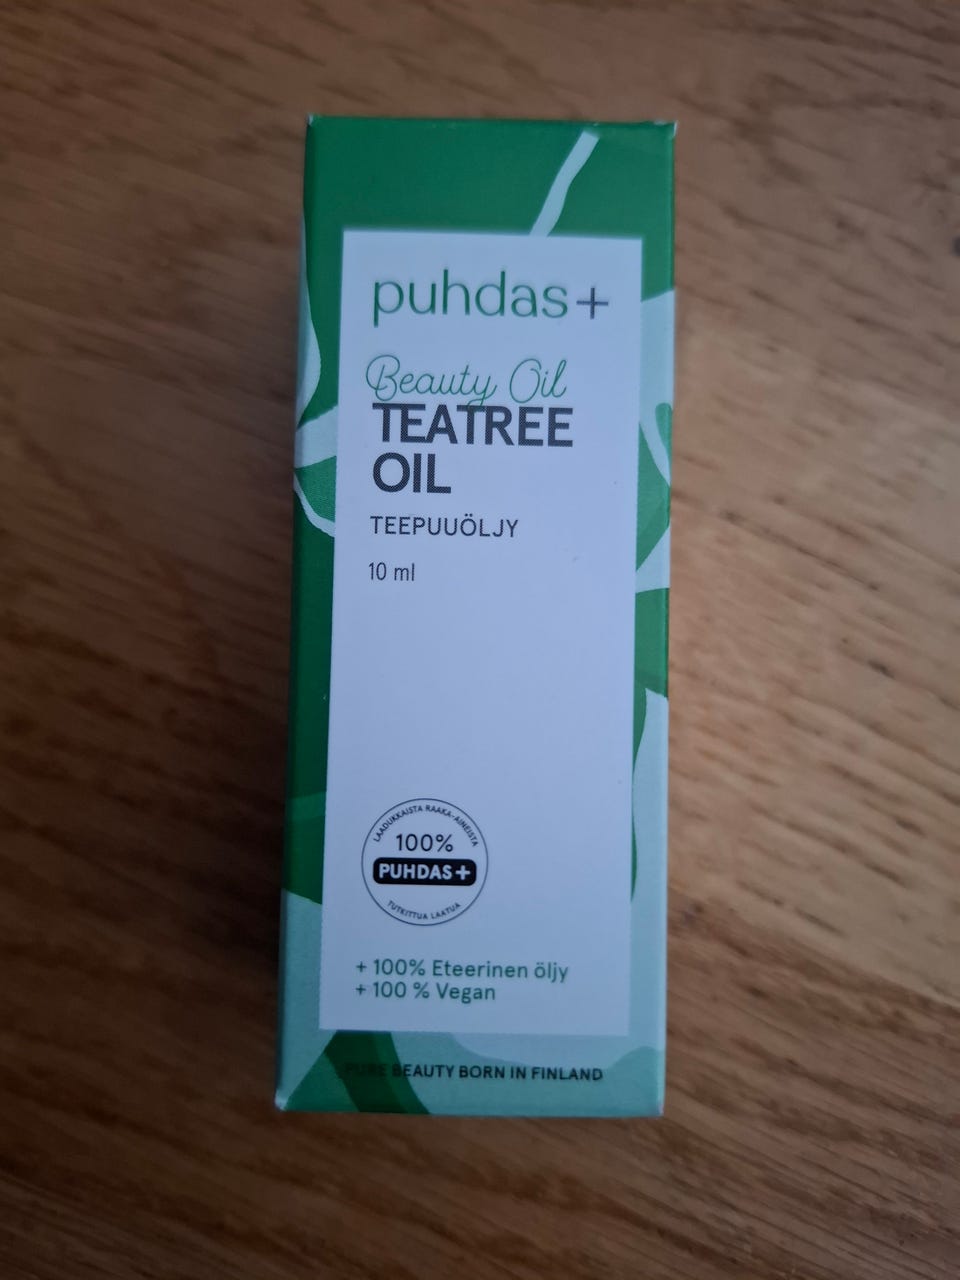 puhdas+
Beauty Oil
TEATREE
OIL
TEEPUUÖLJY
10 ml
LAADUKKAISTA RAAKA-AINEISTA
100%
PUHDAS+
TUTKITTUA LAATUA
+ 100% Eteerinen öljy
+ 100 % Vegan
PURE BEAUTY BORN IN FINLAND